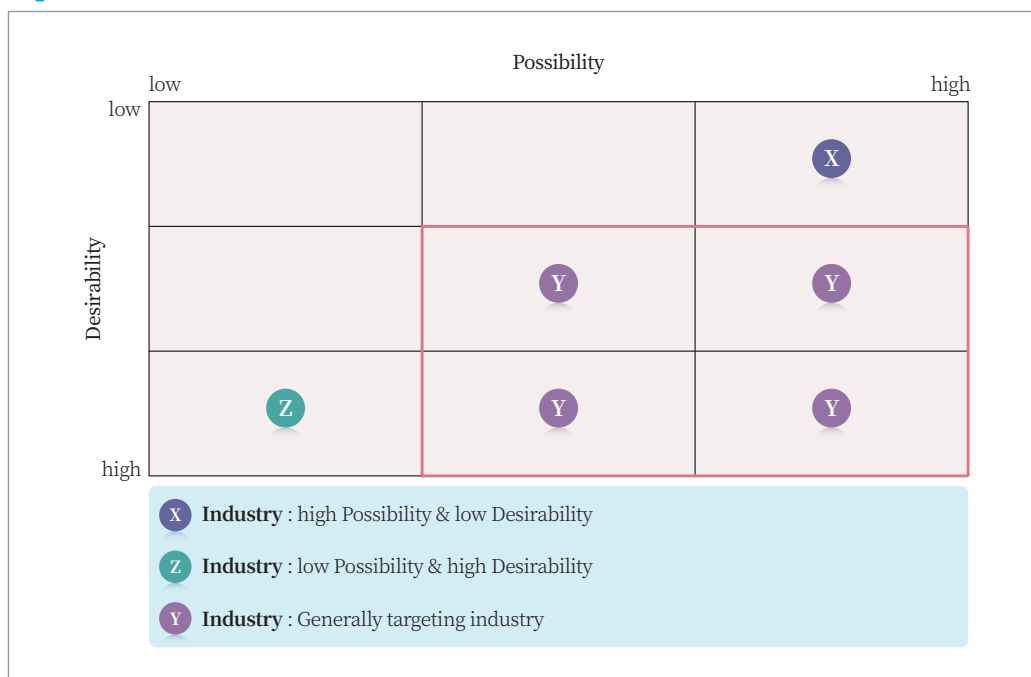 Possibility
low high
low
X
Desirability
Y Y
Z Y Y
high
X Industry : high Possibility & low Desirability
Z Industry : low Possibility & high Desirability
Y Industry : Generally targeting industry